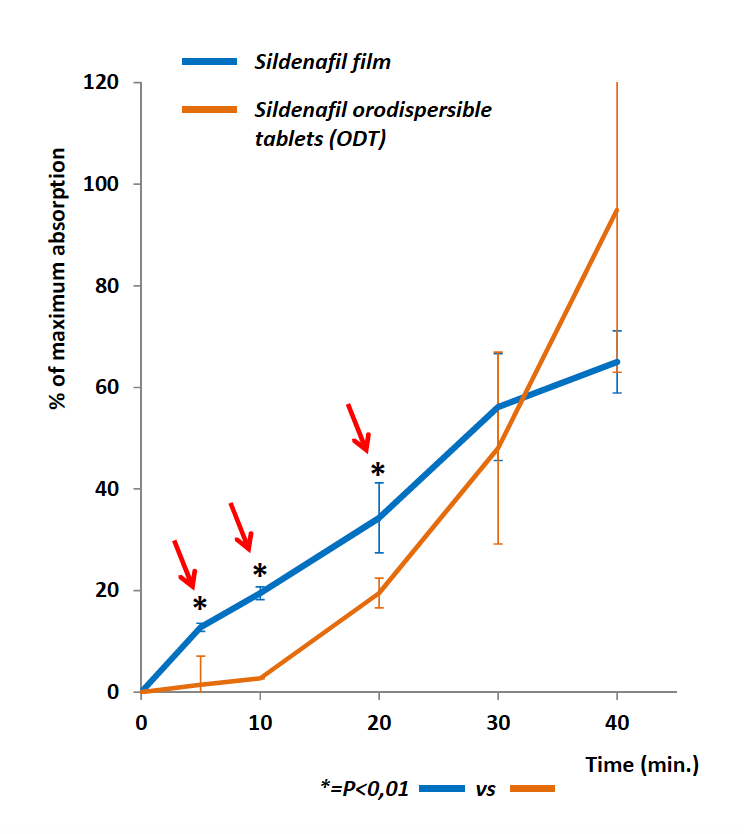 Sildenafil film
Sildenafil orodispersible
tablets (ODT)
% of maximum absorption
120
100
80
60
40
20
0
*
*
*
0 10 20 30 40
Time (min.)
*=P<0,01 vs